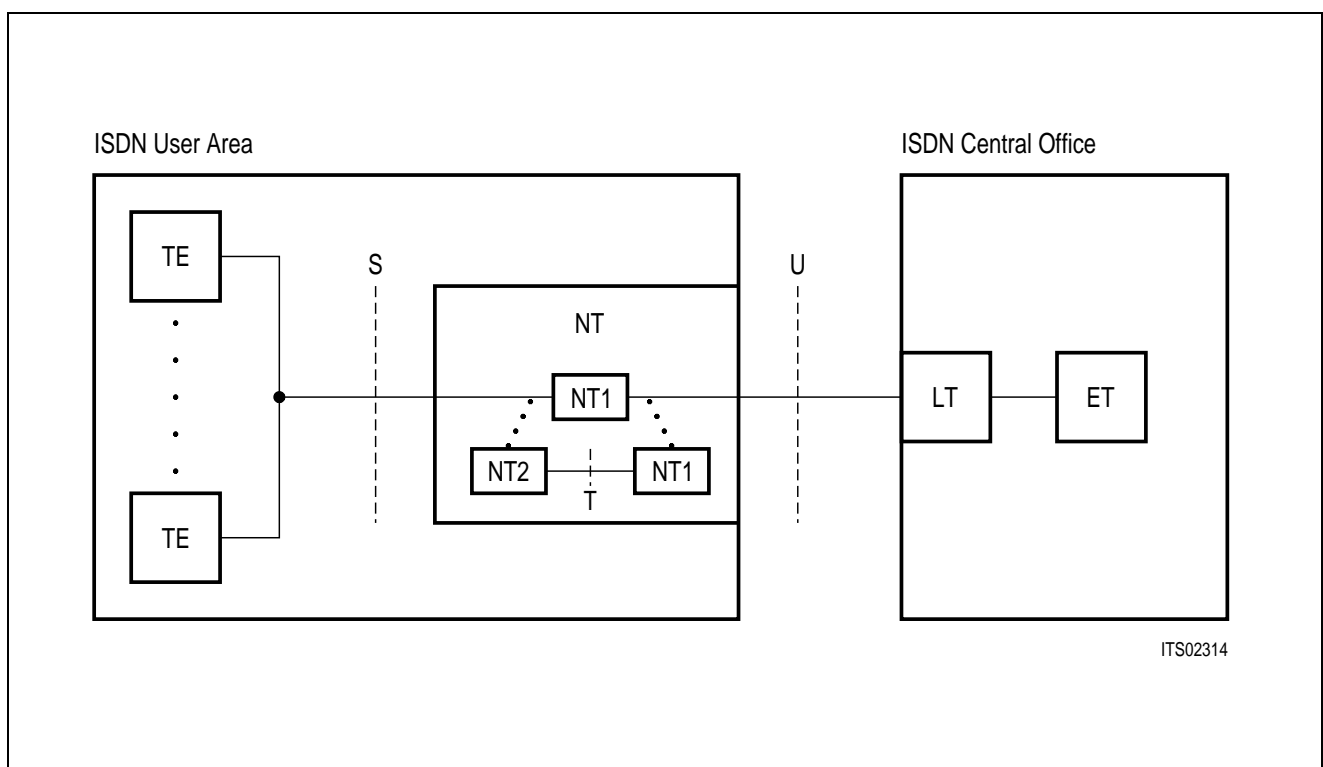 ISDN User Area
ISDN Central Office
TE
S
U
NT
NT1
LT
ET
NT2
NT1
T
TE
ITS02314